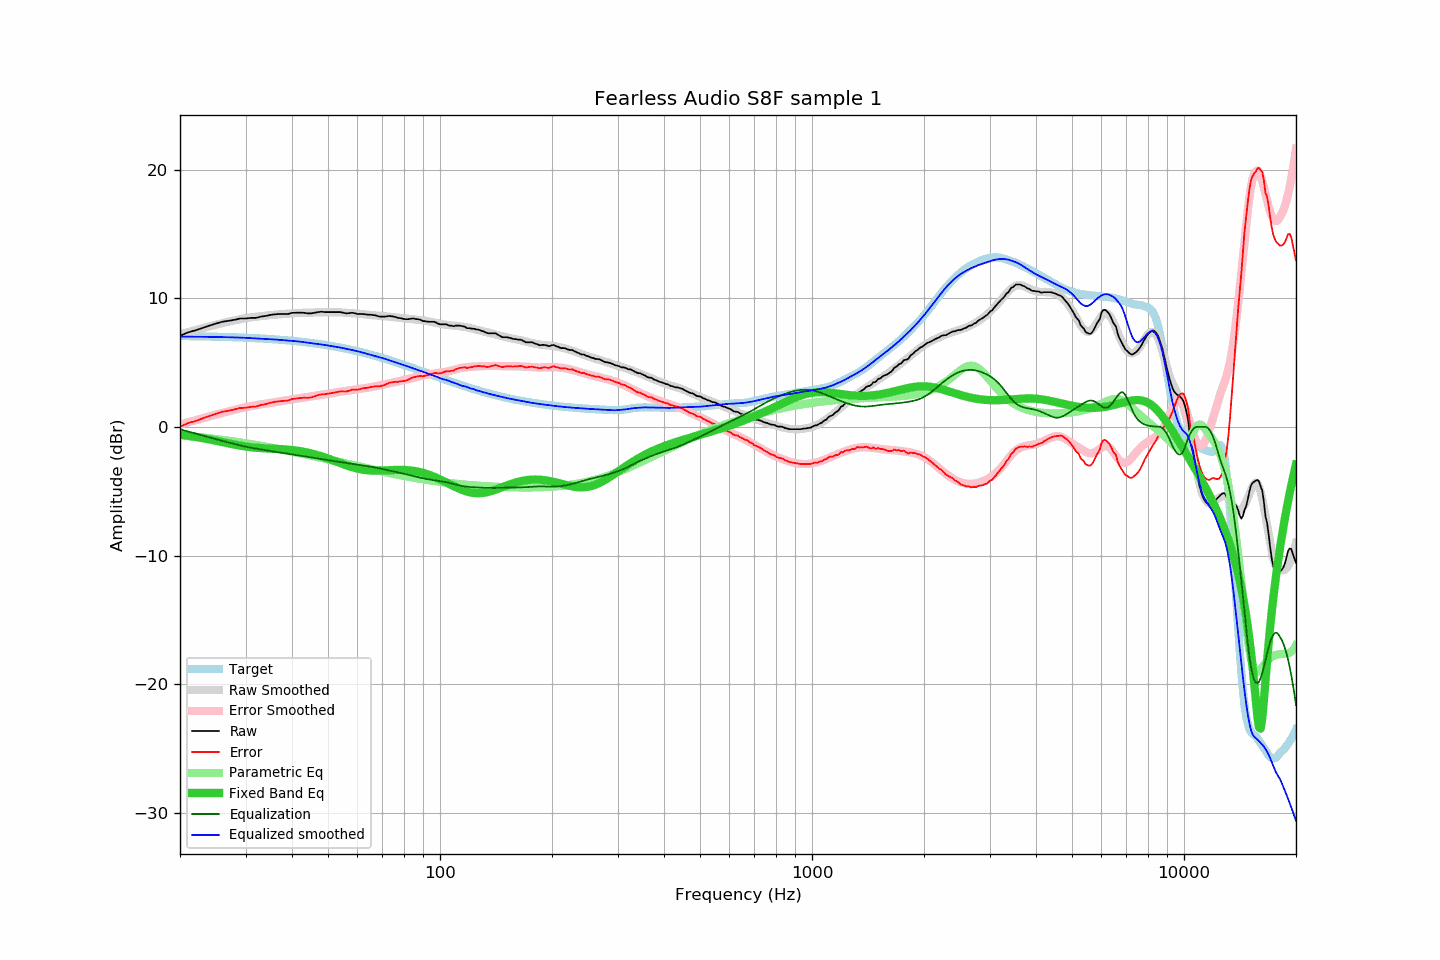 Fearless Audio S8F sample 1
20
10
0
−10
−20
−30
Amplitude (dBr)
Target
Raw Smoothed
Error Smoothed
Raw
Error
Parametric Eq
Fixed Band Eq
Equalization
Equalized smoothed
100
1000
10000
Frequency (Hz)